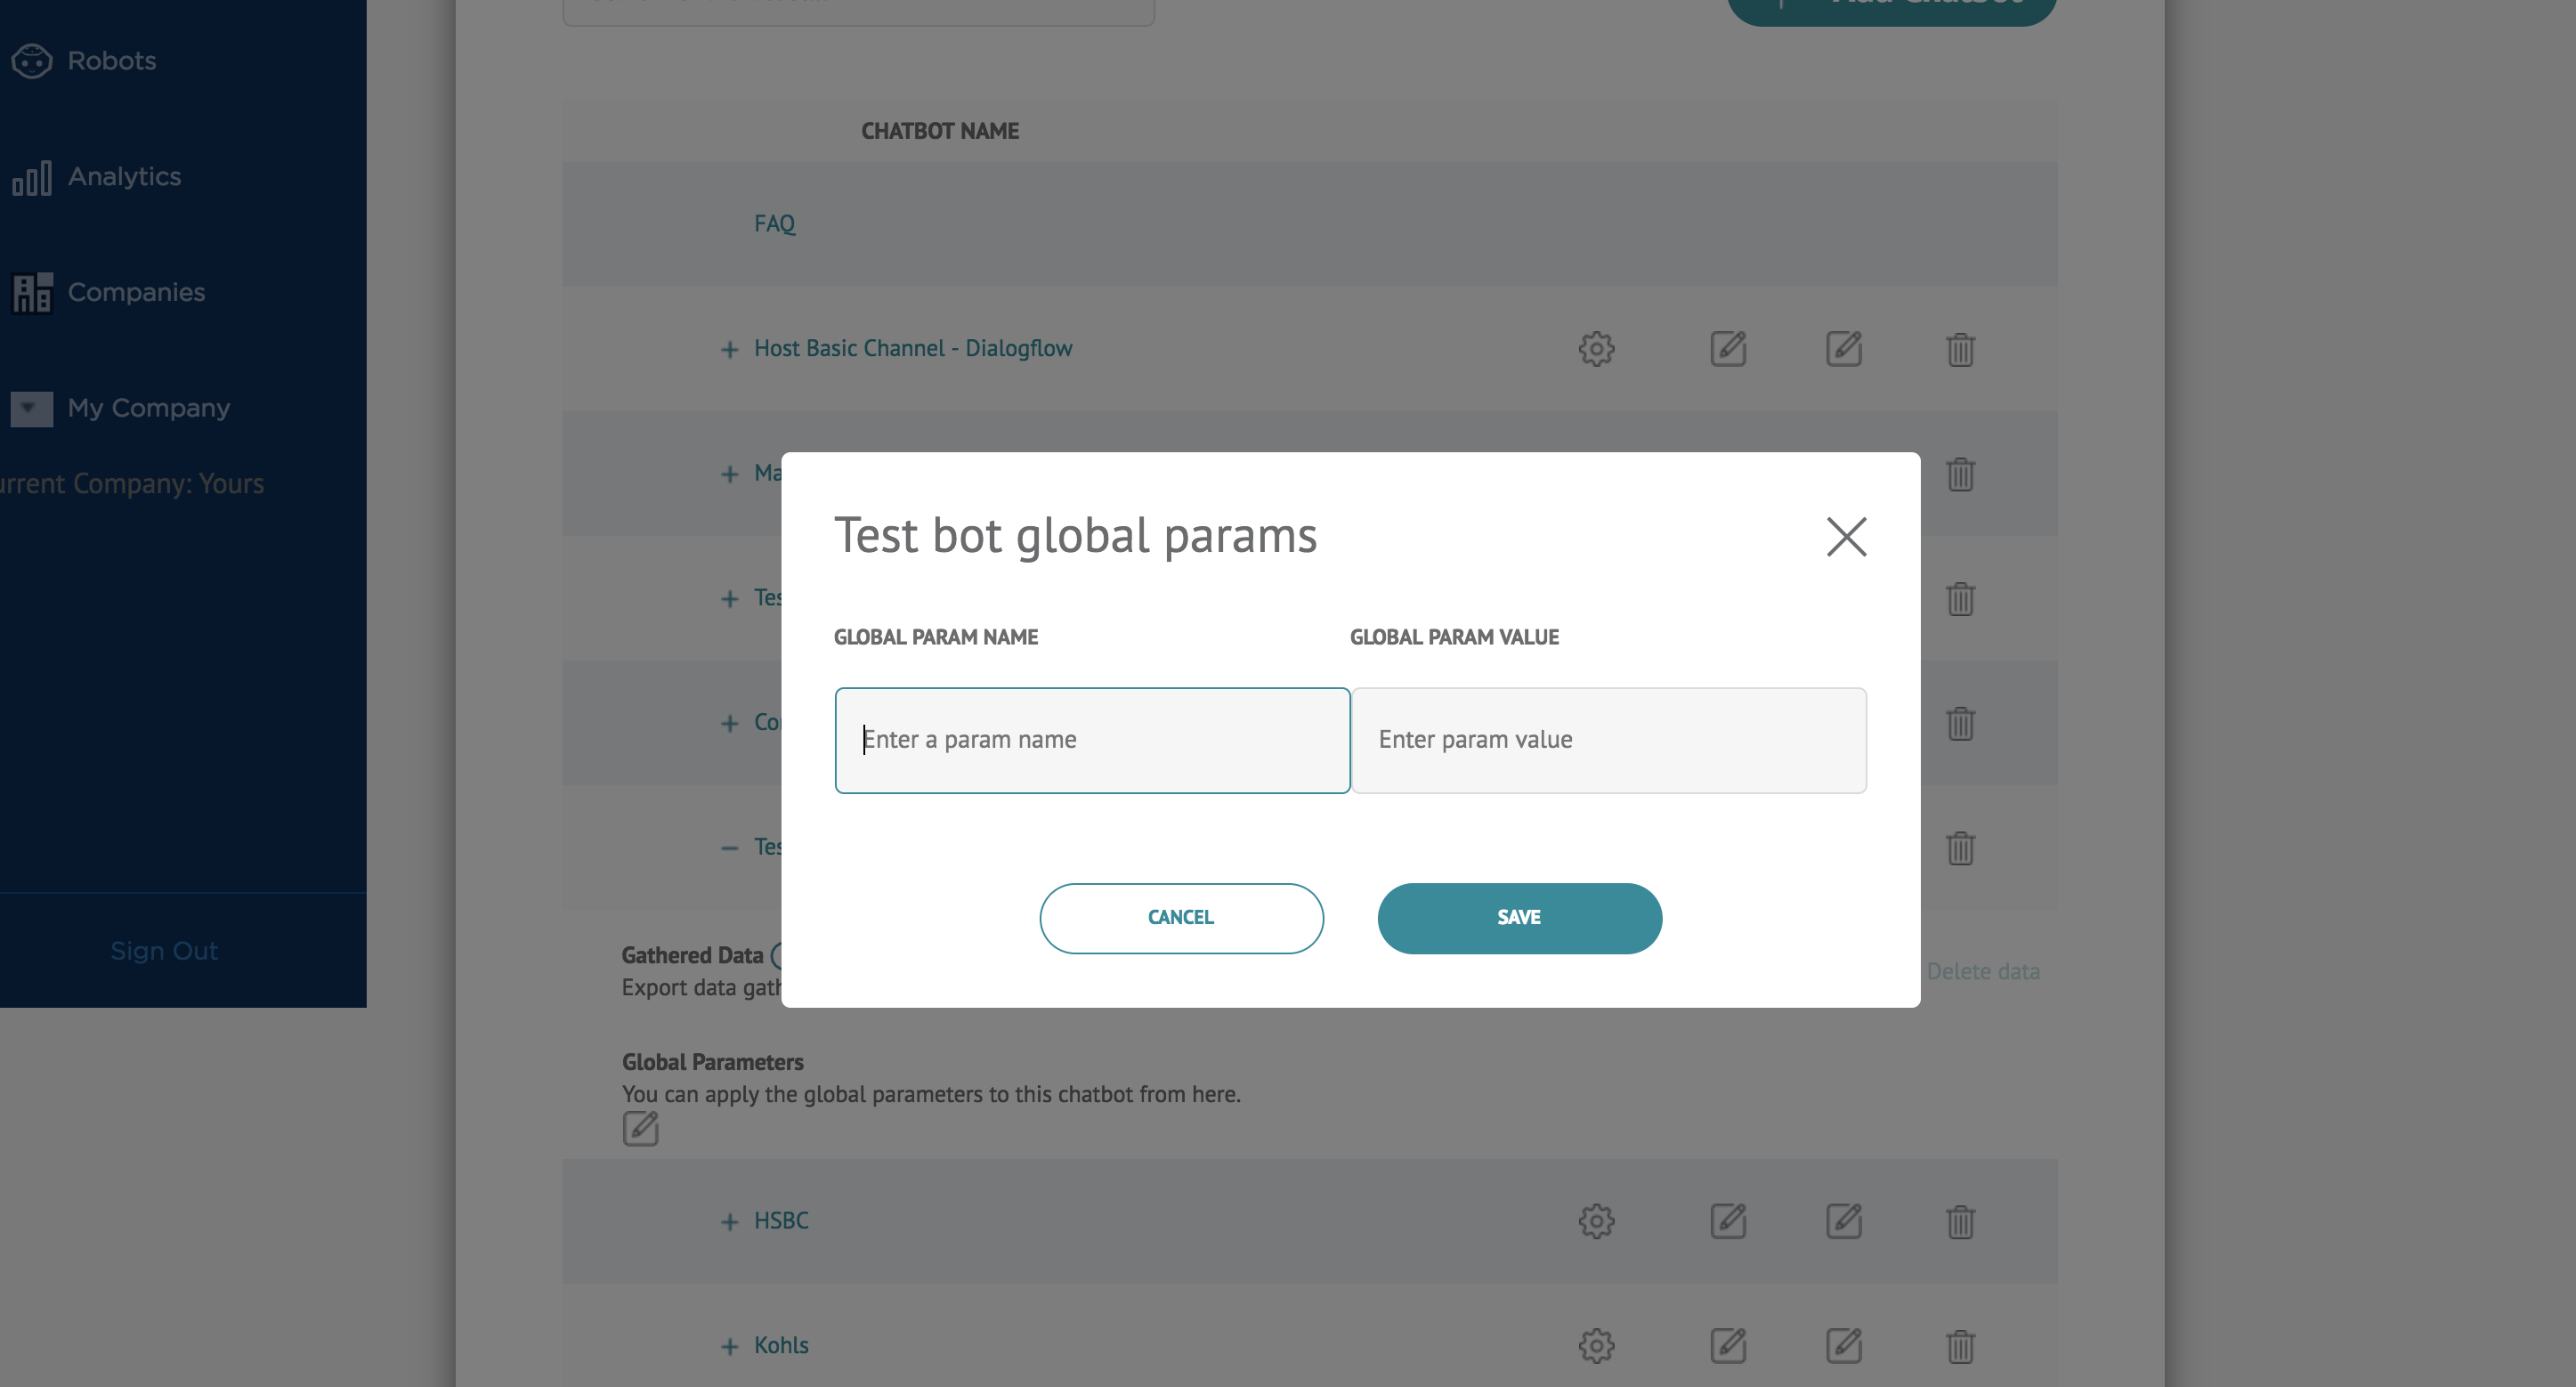 Robots
Analytics
Companies
My Company
urrent Company: Yours
Sign Out
Add Chatbot
CHATBOT NAME
FAQ
+ Host Basic Channel - Dialogflow
+ Ma
+ Tes
+ Co
− Tes
Test bot global params
GLOBAL PARAM NAME
GLOBAL PARAM VALUE
Enter a param name
Enter param value
CANCEL
SAVE
Gathered Data
Export data gath
Delete data
Global Parameters
You can apply the global parameters to this chatbot from here.
+ HSBC
+ Kohls